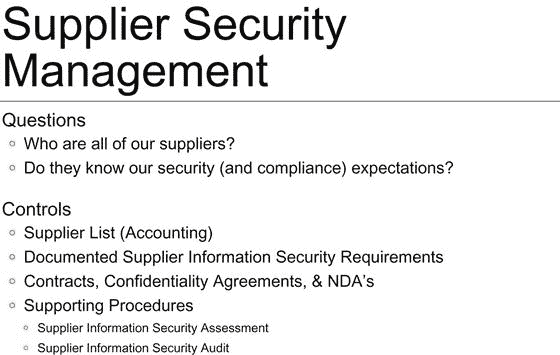 Supplier Security
Management
Questions
Who are all of our suppliers?
Do they know our security (and compliance) expectations?
Controls
Supplier List (Accounting)
Documented Supplier Information Security Requirements
Contracts, Confidentiality Agreements, & NDA's
Supporting Procedures
Supplier Information Security Assessment
Supplier Information Security Audit